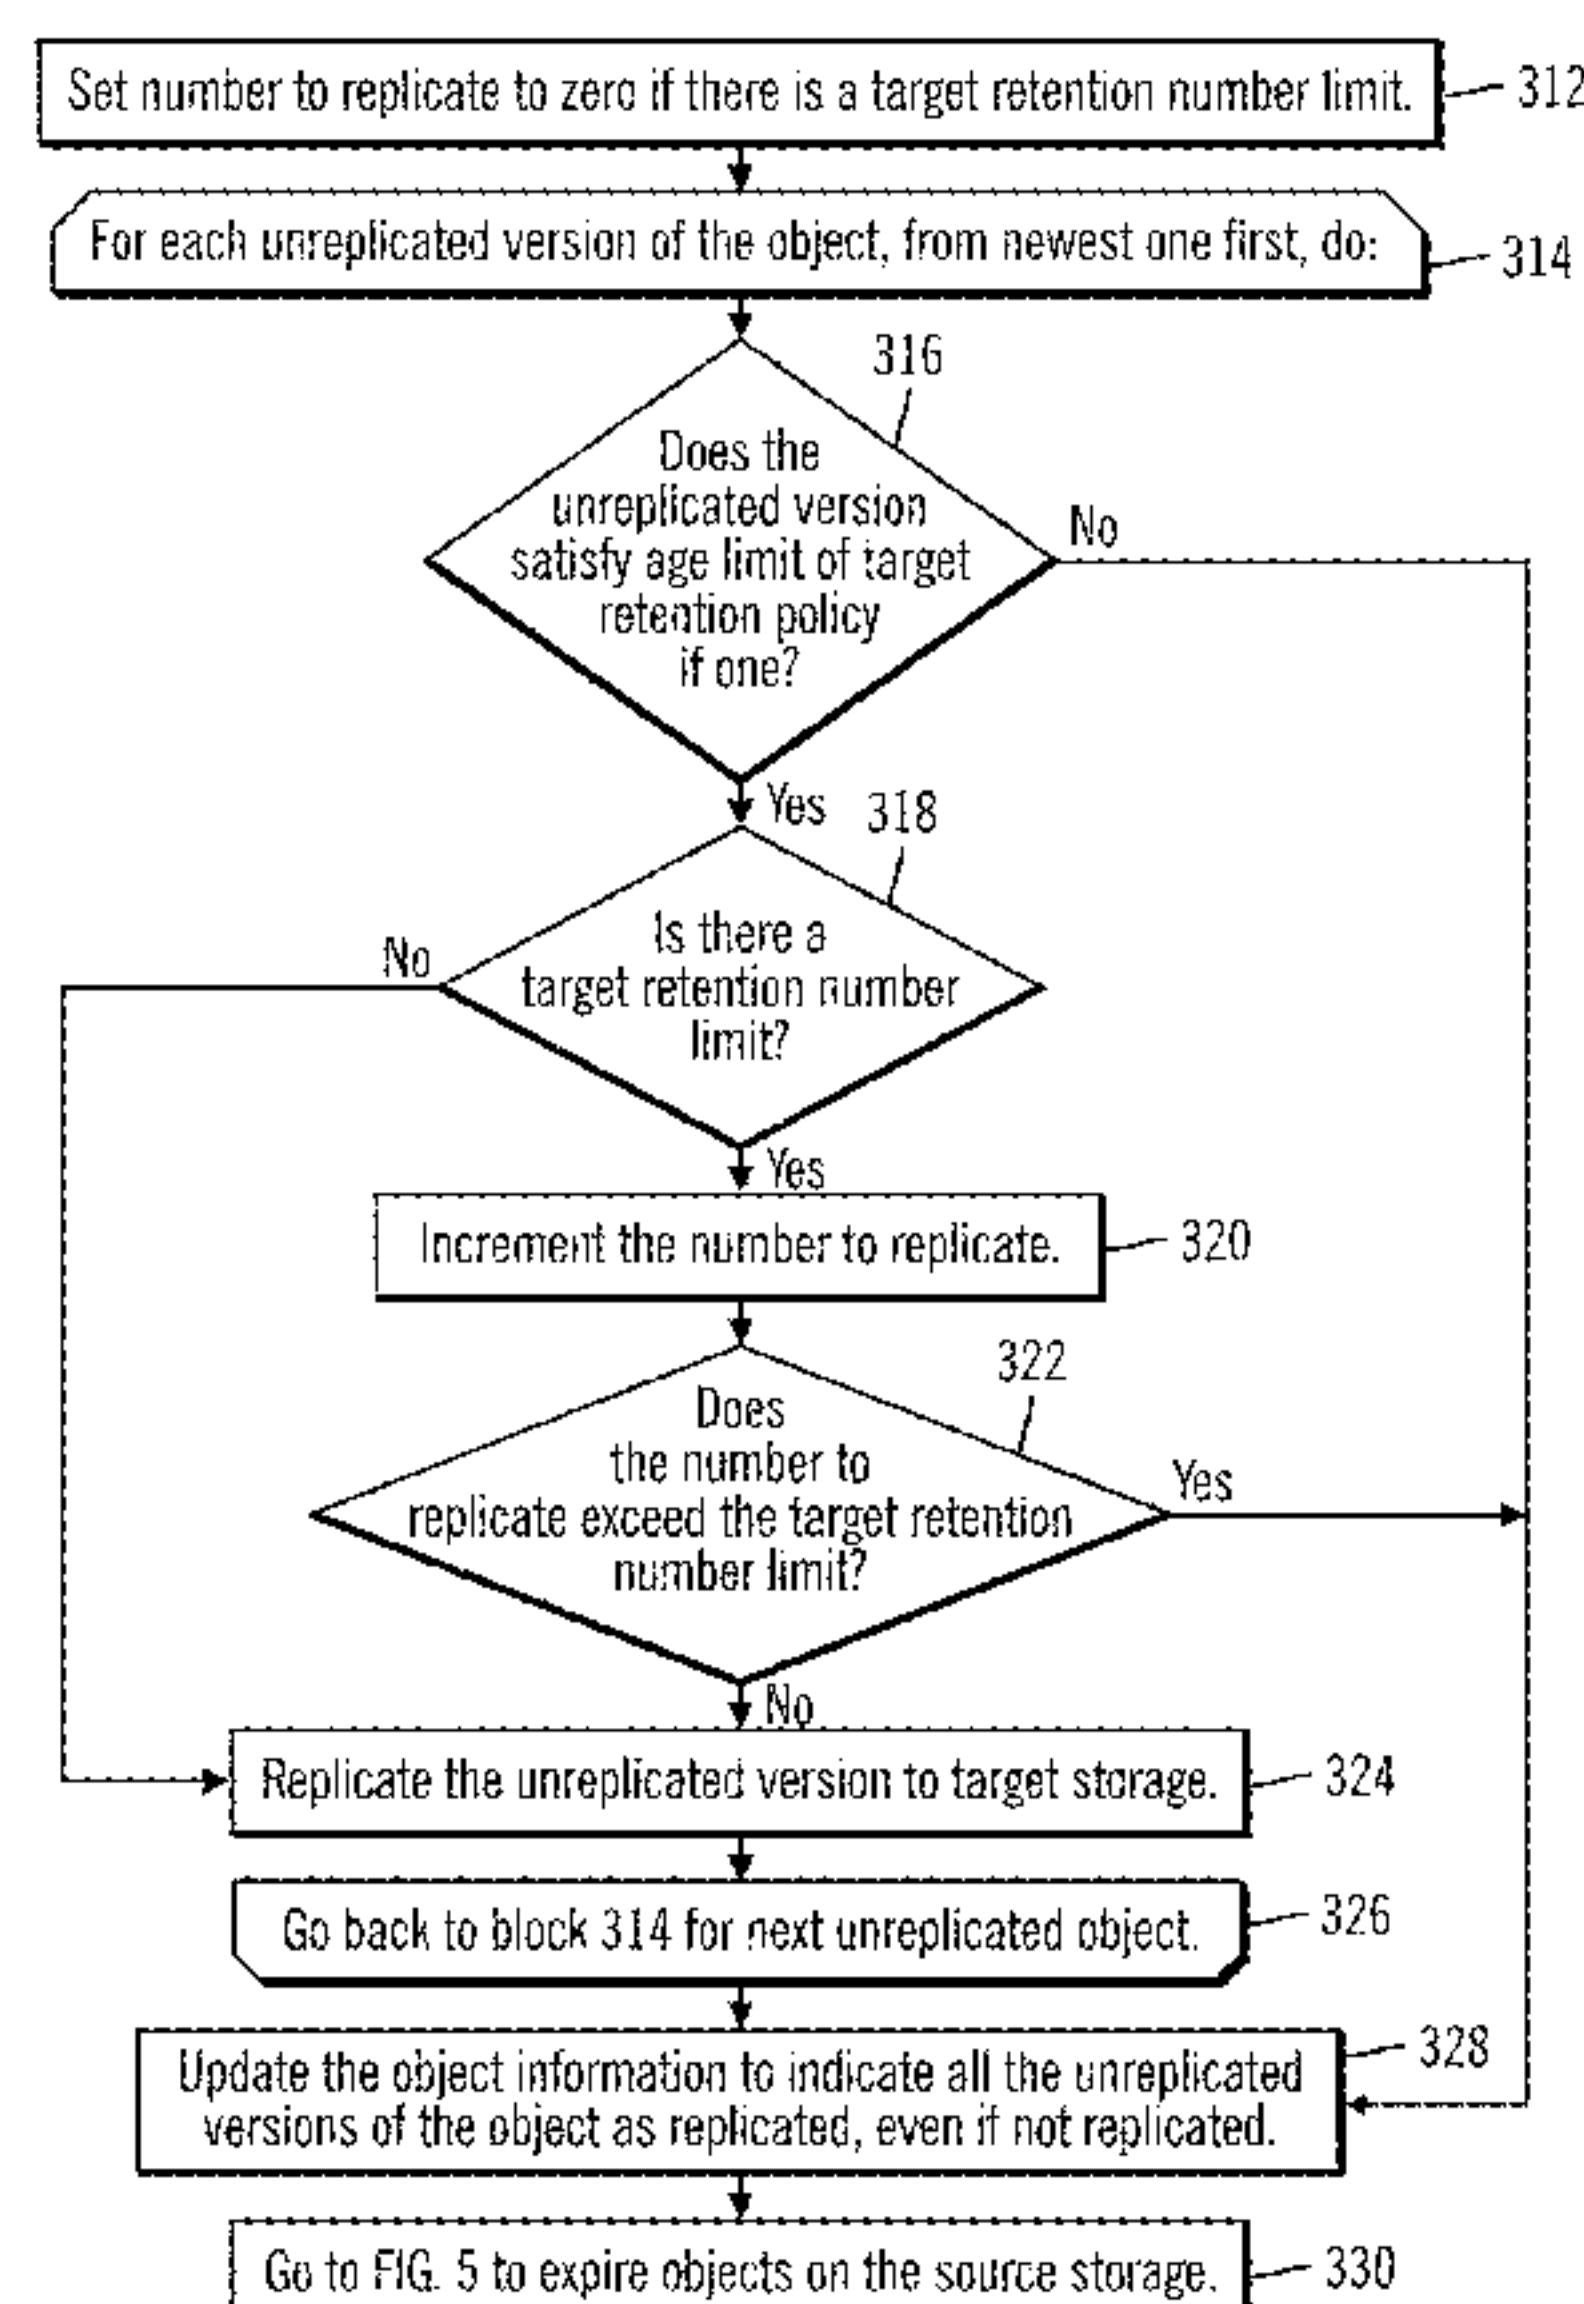 Set number to replicate to zero if there is a target retention number limit.
312
For each unreplicated version of the object, from newest one first, do:
314
316
Does the
unreplicated version
satisfy age limit of target
retention policy
if one?
No
Yes
318
Is there a
target retention number
limit?
No
Yes
Increment the number to replicate.
320
322
Does
the number to
replicate exceed the target retention
number limit?
Yes
No
Replicate the unreplicated version to target storage.
324
Go back to block 314 for next unreplicated object.
326
Update the object information to indicate all the unreplicated
versions of the object as replicated, even if not replicated.
328
Go to FIG. 5 to expire objects on the source storage.
330